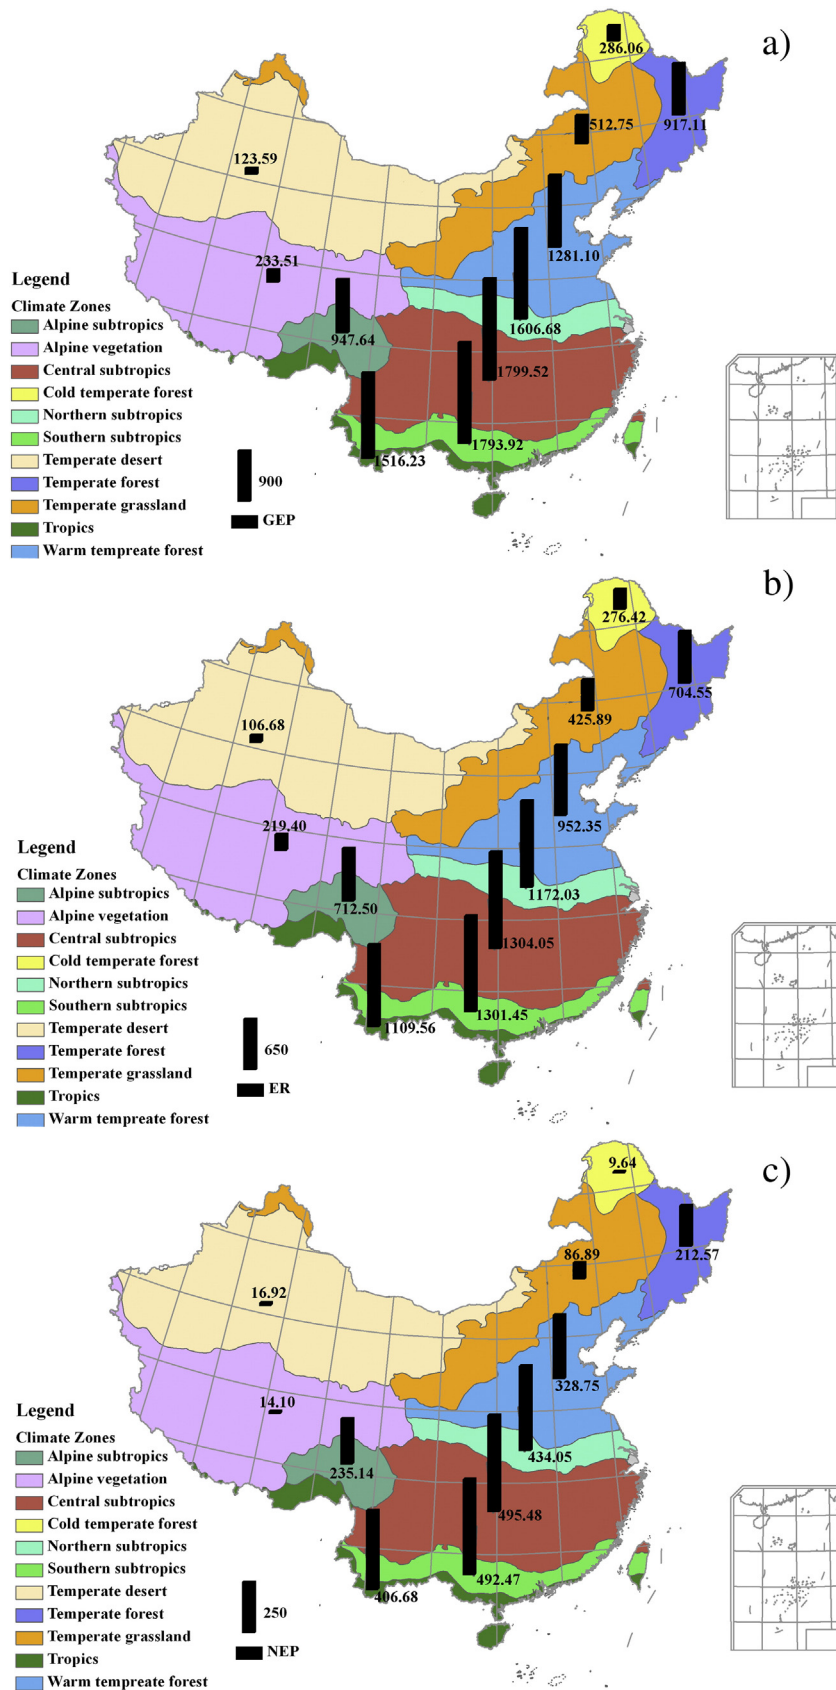 a)
286.06
917.11
512.75
123.59
1281.10
233.51
1606.68
947.64
1799.52
1793.92
1516.23
Legend
Climate Zones
Alpine subtropics
Alpine vegetation
Central subtropics
Cold temperate forest
Northern subtropics
Southern subtropics
Temperate desert
Temperate forest
Temperate grassland
Tropics
Warm tempreate forest
900
GEP
b)
276.42
704.55
425.89
106.68
952.35
219.40
1172.03
712.50
1304.05
1301.45
1109.56
Legend
Climate Zones
Alpine subtropics
Alpine vegetation
Central subtropics
Cold temperate forest
Northern subtropics
Southern subtropics
Temperate desert
Temperate forest
Temperate grassland
Tropics
Warm tempreate forest
650
ER
c)
9.64
212.57
86.89
16.92
328.75
14.10
434.05
235.14
495.48
492.47
406.68
Legend
Climate Zones
Alpine subtropics
Alpine vegetation
Central subtropics
Cold temperate forest
Northern subtropics
Southern subtropics
Temperate desert
Temperate forest
Temperate grassland
Tropics
Warm tempreate forest
250
NEP